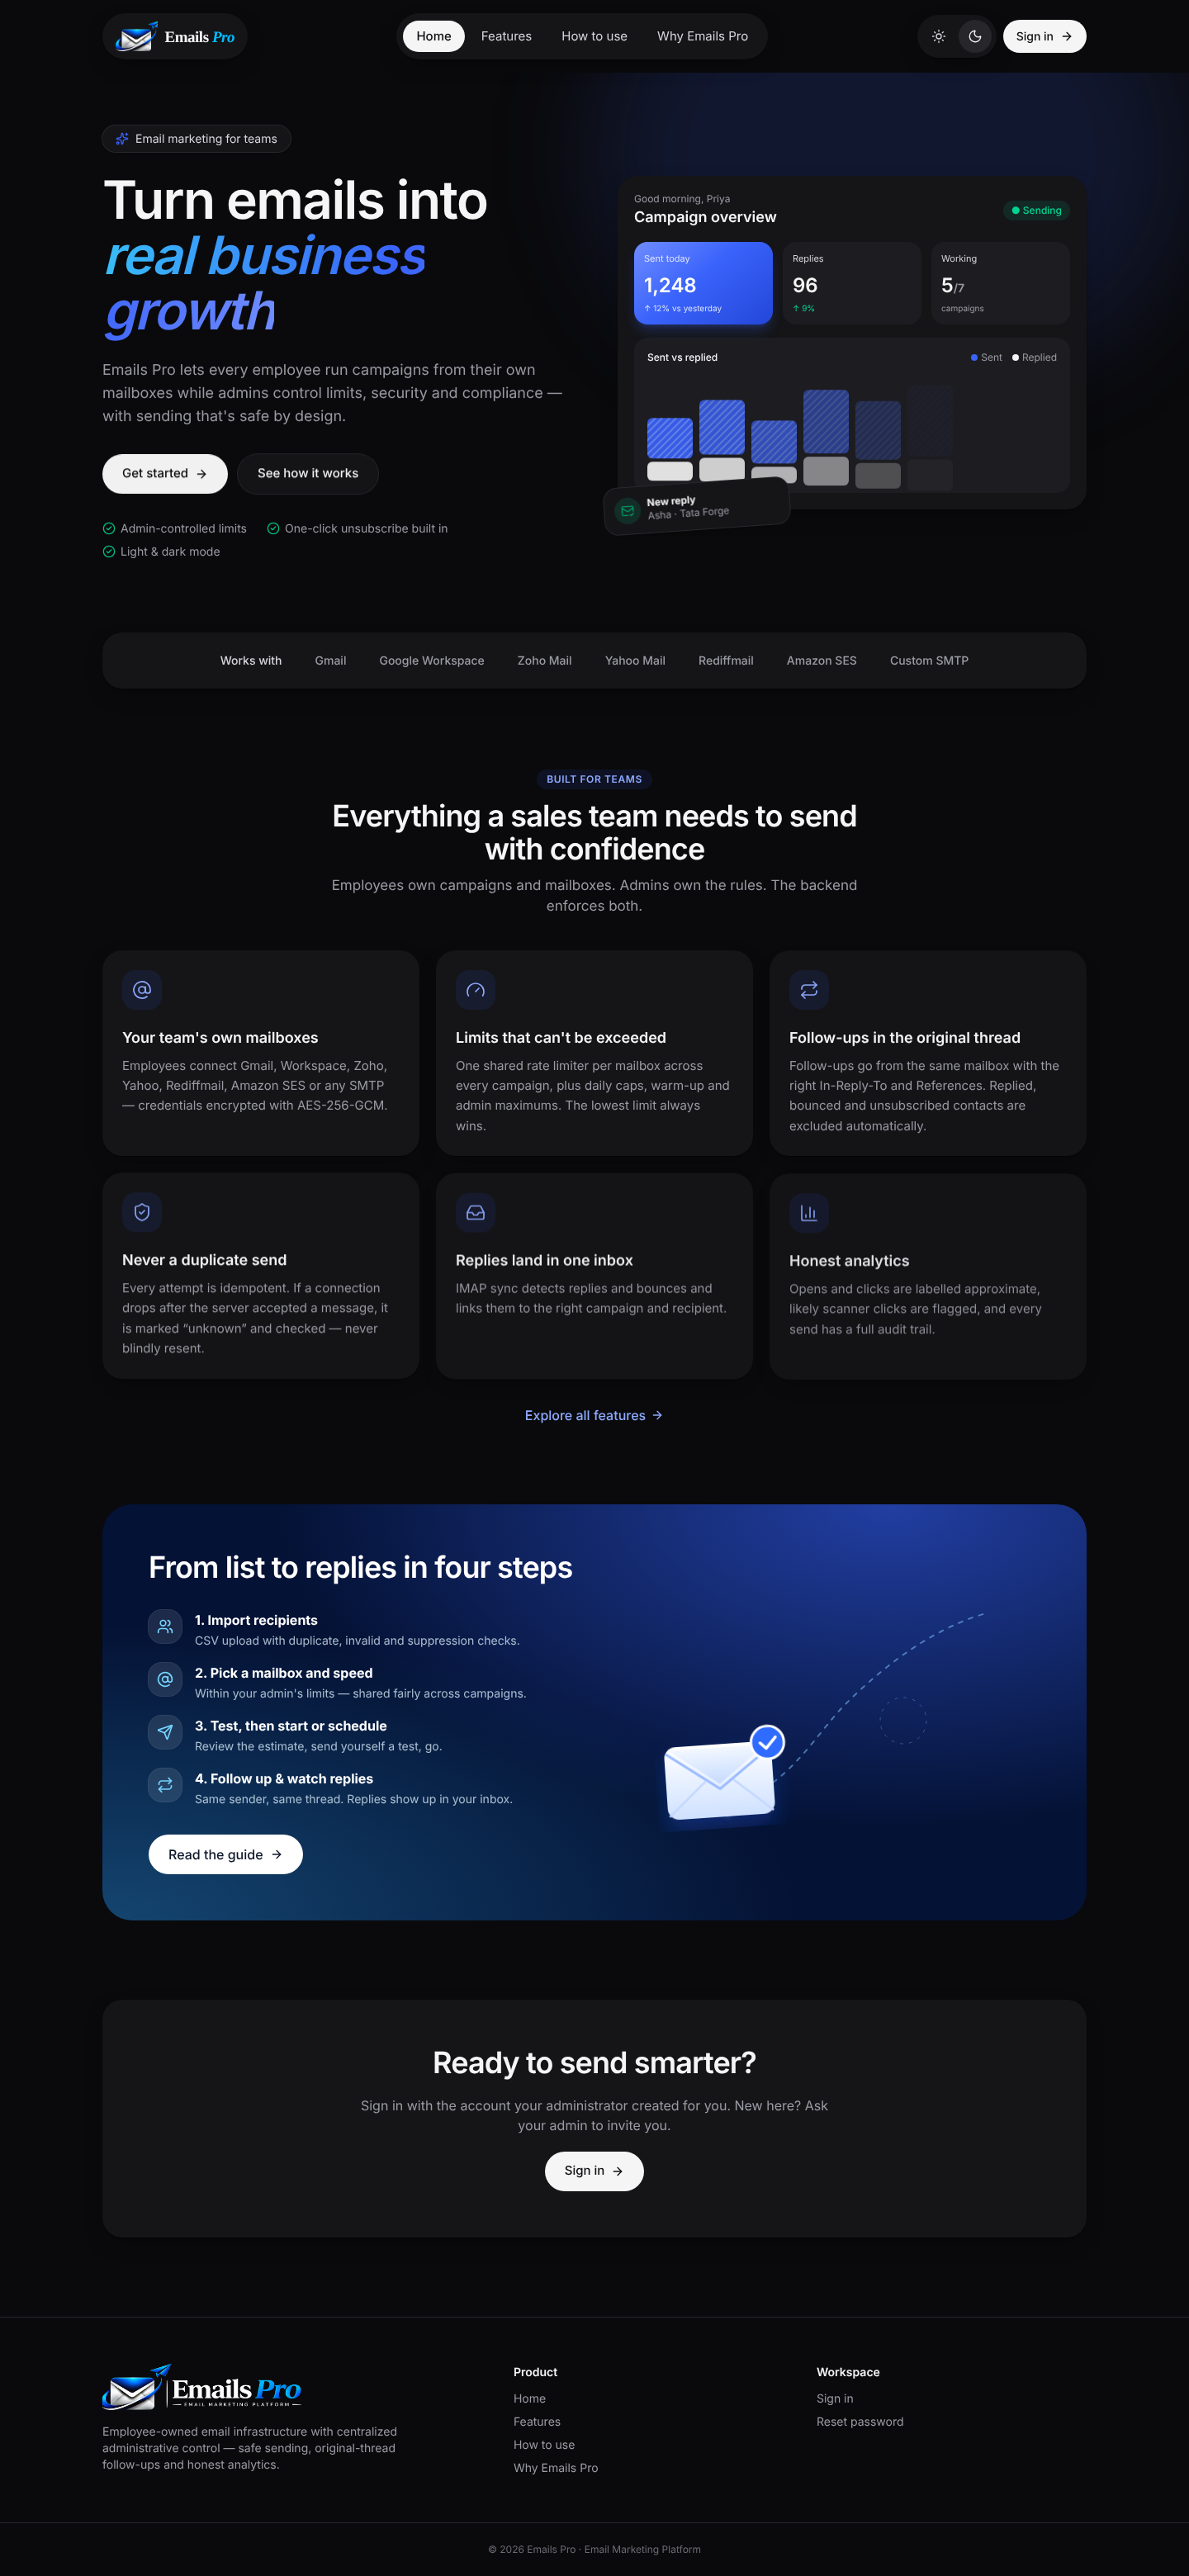 Emails Pro
Home
Features
How to use
Why Emails Pro
Sign in
Email marketing for teams
Turn emails into
real business
growth
Emails Pro lets every employee run campaigns from their own
mailboxes while admins control limits, security and compliance —
with sending that's safe by design.
Get started
See how it works
Admin-controlled limits
One-click unsubscribe built in
Light & dark mode
Good morning, Priya
Campaign overview
Sending
Sent today
1,248
↑ 12% vs yesterday
Replies
96
↑ 9%
Working
5/7
campaigns
Sent vs replied
Sent
Replied
New reply
Asha · Tata Forge
Works with
Gmail
Google Workspace
Zoho Mail
Yahoo Mail
Rediffmail
Amazon SES
Custom SMTP
BUILT FOR TEAMS
Everything a sales team needs to send
with confidence
Employees own campaigns and mailboxes. Admins own the rules. The backend
enforces both.
Your team's own mailboxes
Employees connect Gmail, Workspace, Zoho,
Yahoo, Rediffmail, Amazon SES or any SMTP
— credentials encrypted with AES-256-GCM.
Limits that can't be exceeded
One shared rate limiter per mailbox across
every campaign, plus daily caps, warm-up and
admin maximums. The lowest limit always
wins.
Follow-ups in the original thread
Follow-ups go from the same mailbox with the
right In-Reply-To and References. Replied,
bounced and unsubscribed contacts are
excluded automatically.
Never a duplicate send
Every attempt is idempotent. If a connection
drops after the server accepted a message, it
is marked “unknown” and checked — never
blindly resent.
Replies land in one inbox
IMAP sync detects replies and bounces and
links them to the right campaign and recipient.
Honest analytics
Opens and clicks are labelled approximate,
likely scanner clicks are flagged, and every
send has a full audit trail.
Explore all features
From list to replies in four steps
1. Import recipients
CSV upload with duplicate, invalid and suppression checks.
2. Pick a mailbox and speed
Within your admin's limits — shared fairly across campaigns.
3. Test, then start or schedule
Review the estimate, send yourself a test, go.
4. Follow up & watch replies
Same sender, same thread. Replies show up in your inbox.
Read the guide
Ready to send smarter?
Sign in with the account your administrator created for you. New here? Ask
your admin to invite you.
Sign in
Emails Pro
EMAIL MARKETING PLATFORM
Employee-owned email infrastructure with centralized
administrative control — safe sending, original-thread
follow-ups and honest analytics.
Product
Home
Features
How to use
Why Emails Pro
Workspace
Sign in
Reset password
© 2026 Emails Pro · Email Marketing Platform